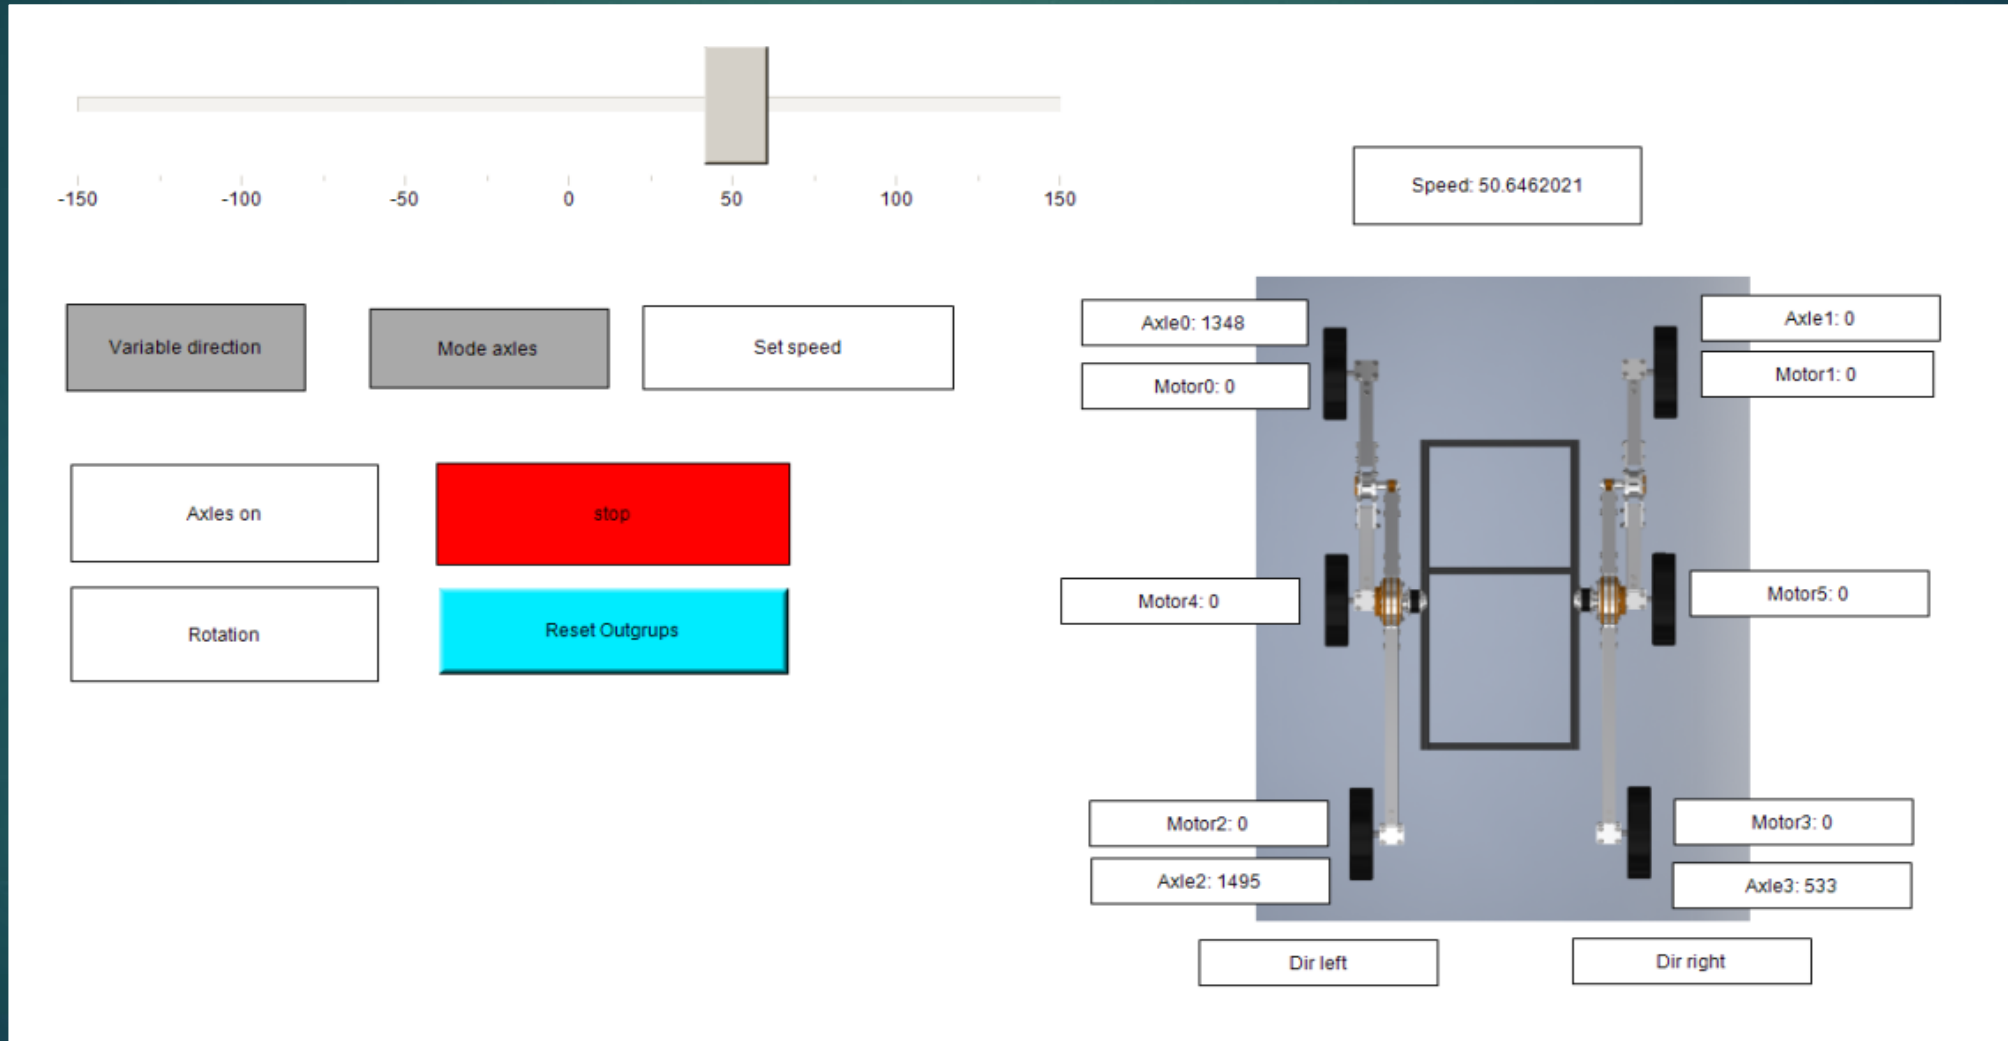 -150
-100
-50
0
50
100
150
Speed: 50.6462021
Variable direction
Mode axles
Set speed
Axles on
stop
Rotation
Reset Outgrups
Axle0: 1348
Motor0: 0
Axle1: 0
Motor1: 0
Motor4: 0
Motor5: 0
Motor2: 0
Axle2: 1495
Motor3: 0
Axle3: 533
Dir left
Dir right